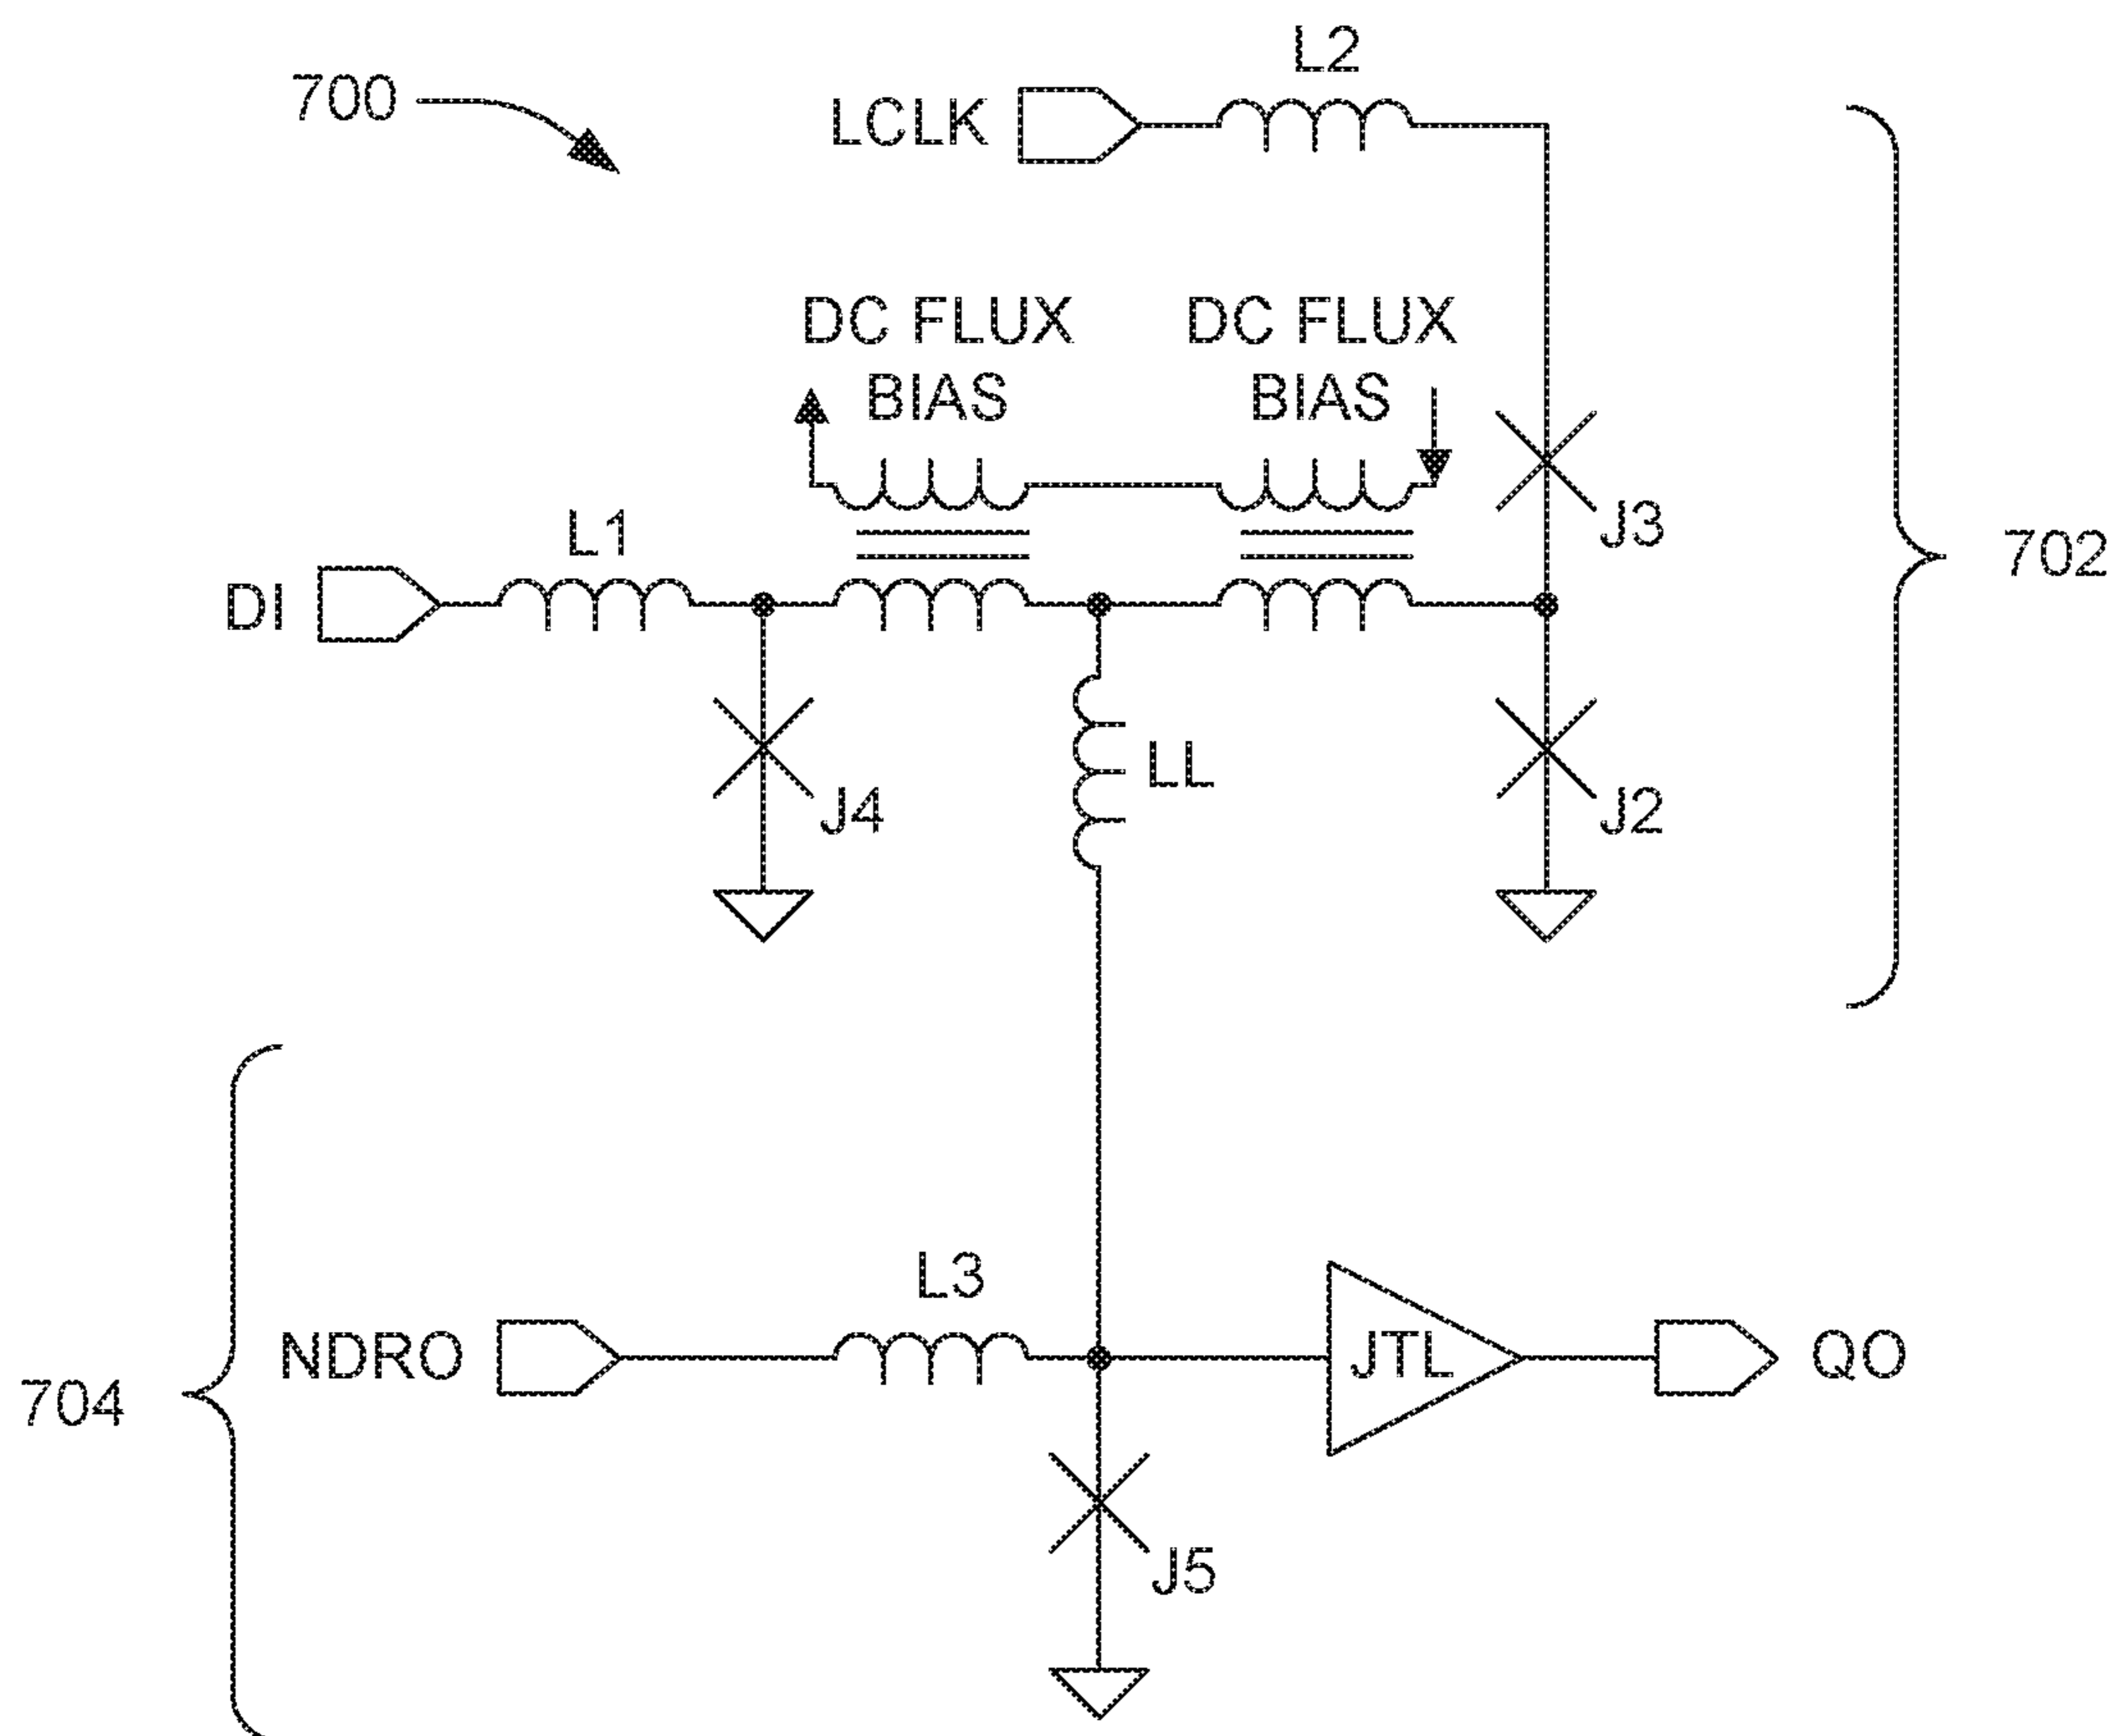 L2
700
LCLK
DC FLUX
BIAS
DC FLUX
BIAS
J3
702
L1
DI
LL
J4
J2
L3
NDRO
JTL
QO
704
J5